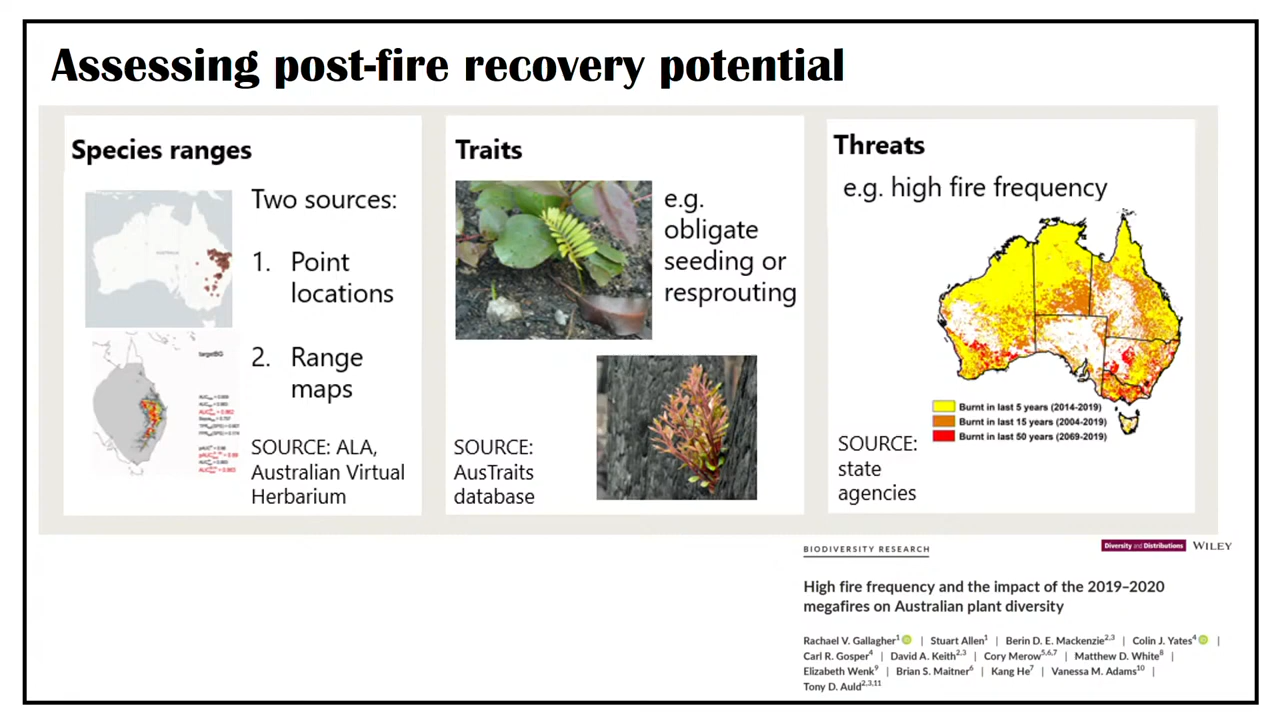 Assessing post-fire recovery potential
Species ranges
Two sources:
1. Point
locations
2. Range
maps
SOURCE: ALA,
Australian Virtual
Herbarium
AUSTRALIA
targetBG
Traits
e.g.
obligate
seeding or
resprouting
SOURCE:
AusTraits
database
Threats
e.g. high fire frequency
Burnt in last 5 years (2014-2019)
Burnt in last 15 years (2004-2019)
Burnt in last 50 years (2069-2019)
SOURCE:
state
agencies
BIODIVERSITY RESEARCH
Diversity and Distributions WILEY
High fire frequency and the impact of the 2019–2020
megafires on Australian plant diversity
Rachael V. Gallagher1 | Stuart Allen1 | Berin D. E. Mackenzie2,3 | Colin J. Yates4 |
Carl R. Gosper4 | David A. Keith2,3 | Cory Merow5,6,7 | Matthew D. White8 |
Elizabeth Wenk9 | Brian S. Maitner6 | Kang He7 | Vanessa M. Adams10 |
Tony D. Auld2,3,11